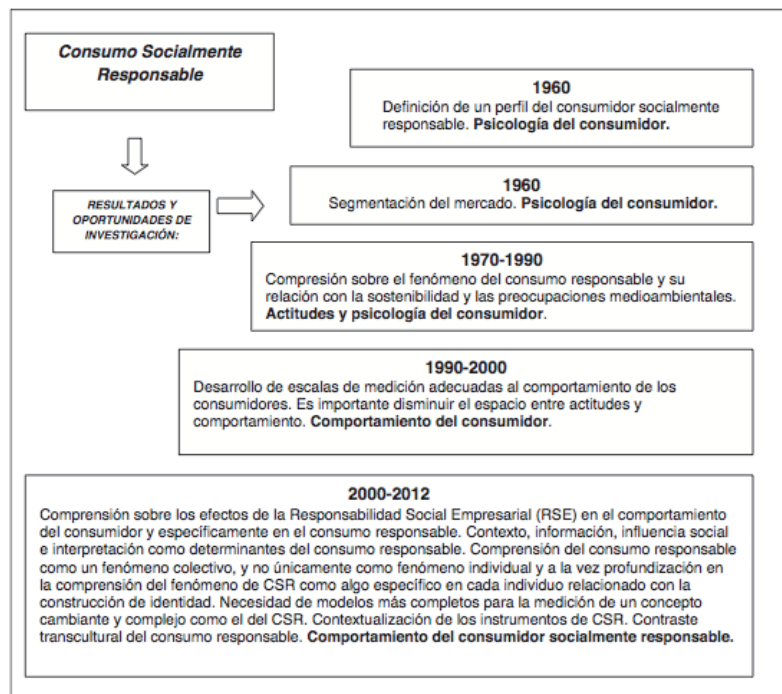 Consumo Socialmente
Responsable
1960
Definición de un perfil del consumidor socialmente
responsable. Psicología del consumidor.
RESULTADOS Y
OPORTUNIDADES DE
INVESTIGACIÓN:
1960
Segmentación del mercado. Psicología del consumidor.
1970-1990
Compresión sobre el fenómeno del consumo responsable y su
relación con la sostenibilidad y las preocupaciones medioambientales.
Actitudes y psicología del consumidor.
1990-2000
Desarrollo de escalas de medición adecuadas al comportamiento de los
consumidores. Es importante disminuir el espacio entre actitudes y
comportamiento. Comportamiento del consumidor.
2000-2012
Comprensión sobre los efectos de la Responsabilidad Social Empresarial (RSE) en el comportamiento
del consumidor y específicamente en el consumo responsable. Contexto, información, influencia social
e interpretación como determinantes del consumo responsable. Comprensión del consumo responsable
como un fenómeno colectivo, y no únicamente como fenómeno individual y a la vez profundización en
la comprensión del fenómeno de CSR como algo específico en cada individuo relacionado con la
construcción de identidad. Necesidad de modelos más completos para la medición de un concepto
cambiante y complejo como el del CSR. Contextualización de los instrumentos de CSR. Contraste
transcultural del consumo responsable. Comportamiento del consumidor socialmente responsable.